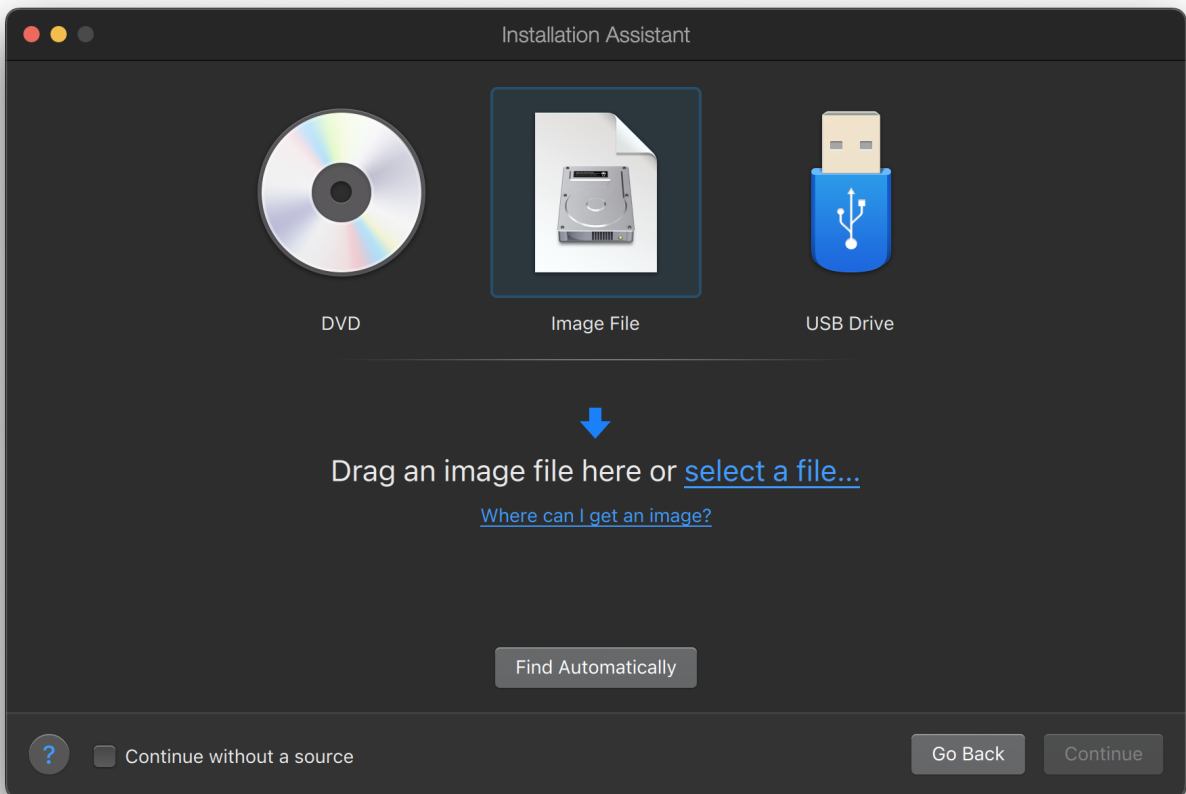 Installation Assistant
DVD
Image File
USB Drive
Drag an image file here or select a file...
Where can I get an image?
Find Automatically
?
Continue without a source
Go Back
Continue